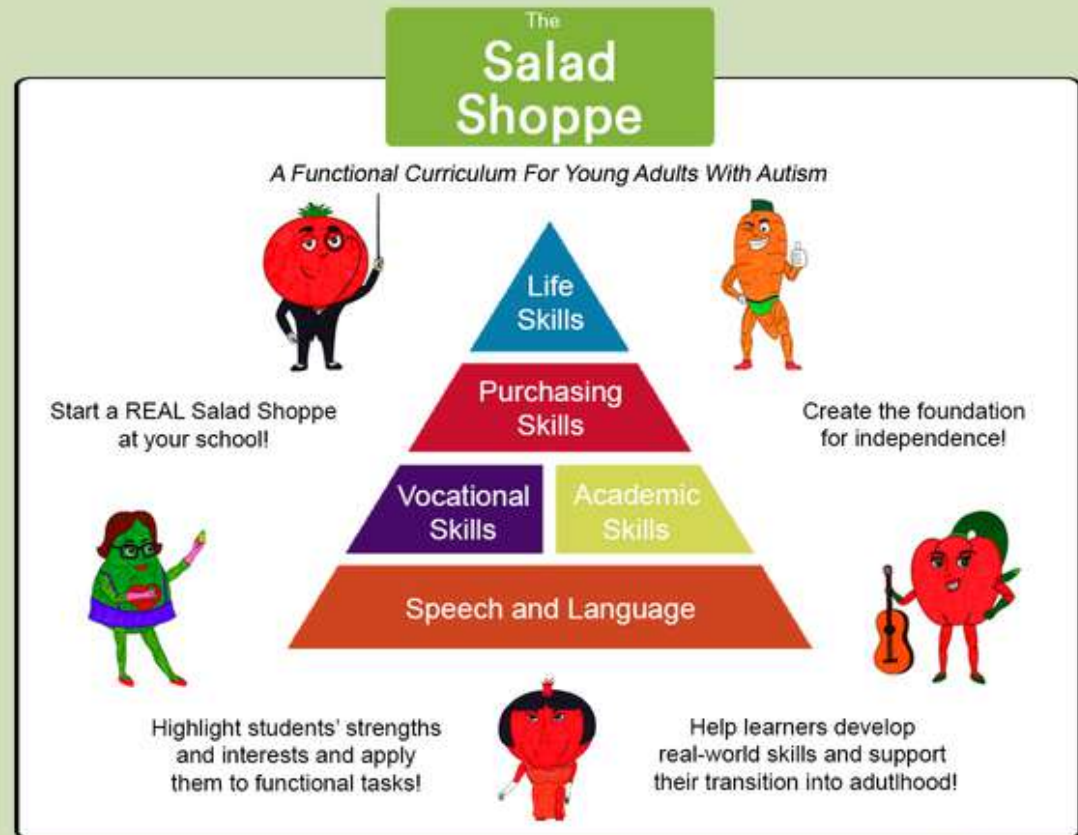 The
Salad
Shoppe
A Functional Curriculum For Young Adults With Autism
Life
Skills
Purchasing
Skills
Start a REAL Salad Shoppe
at your school!
Create the foundation
for independence!
Vocational
Skills
Academic
Skills
Speech and Language
Highlight students' strengths
and interests and apply
them to functional tasks!
Help learners develop
real-world skills and support
their transition into adutlhood!